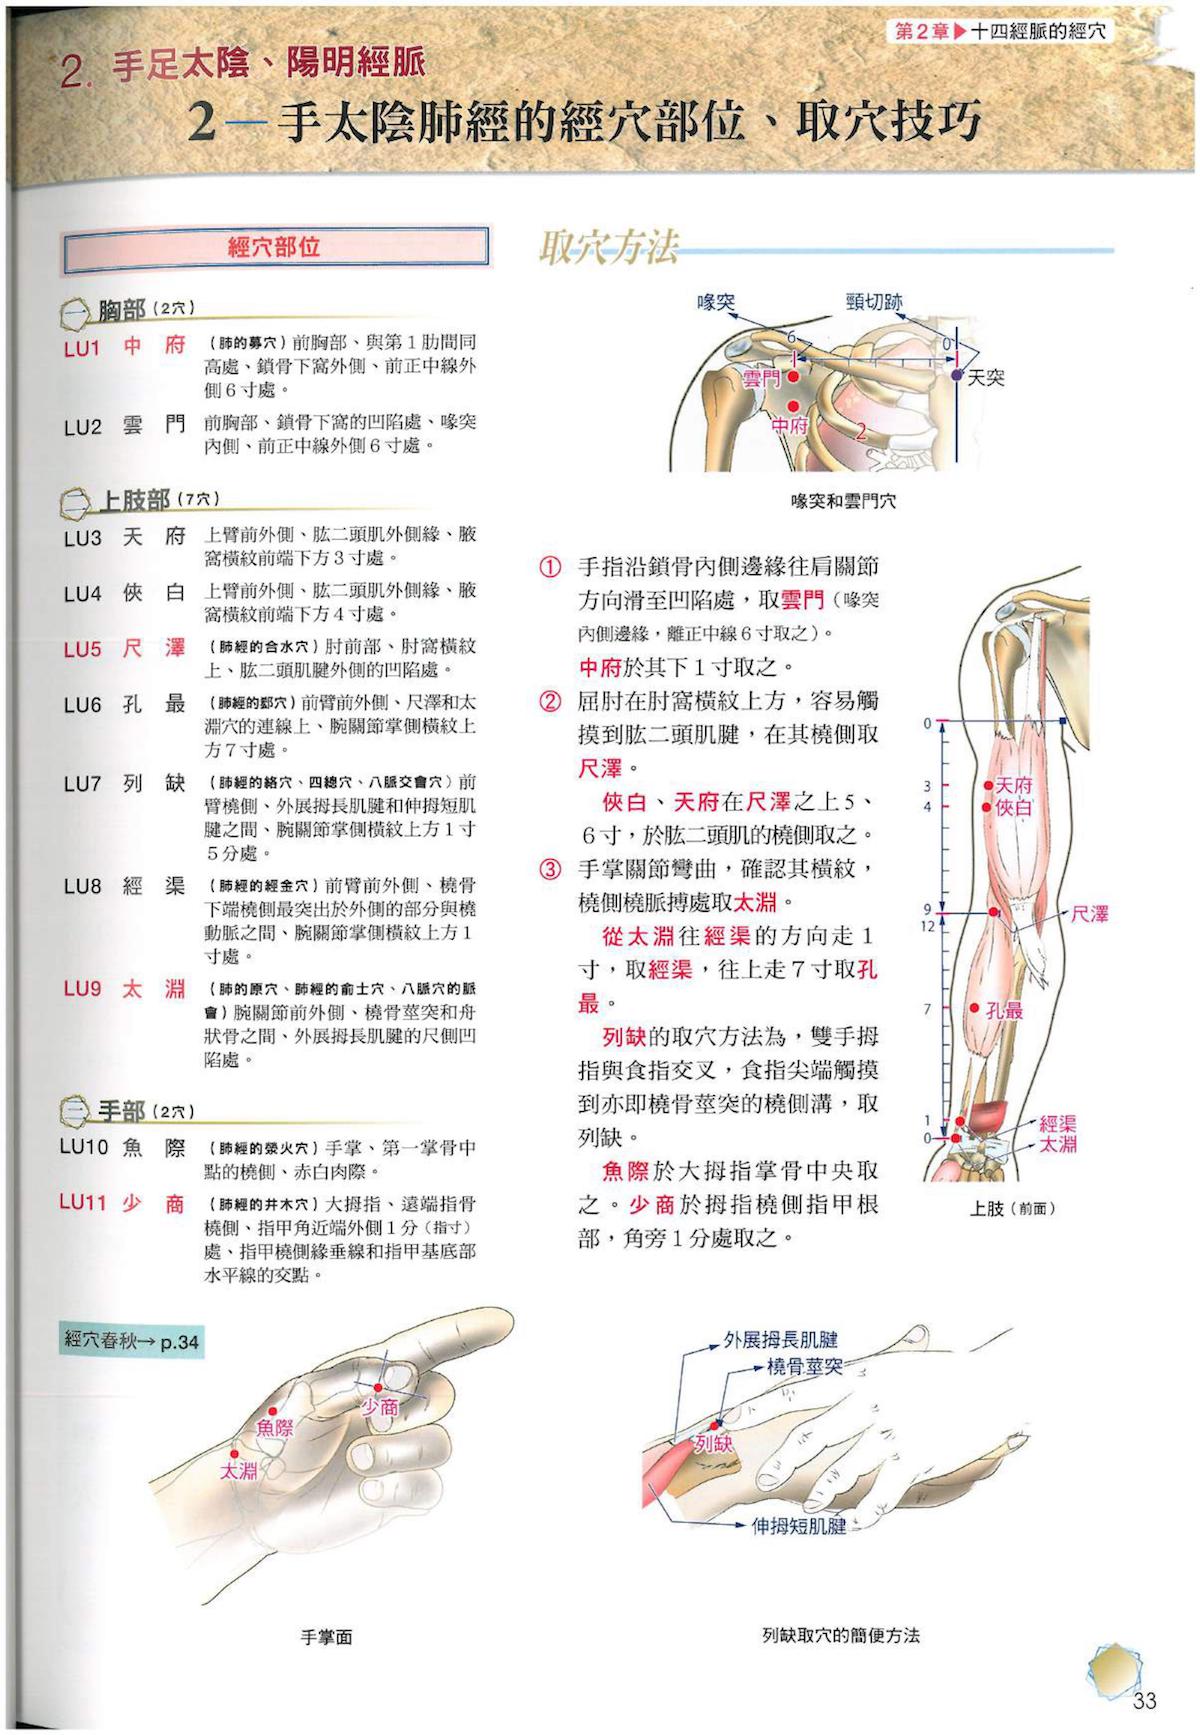 第2章▶十四經脈的經穴
2. 手足太陰、陽明經脈
2—手太陰肺經的經穴部位、取穴技巧
經穴部位
一 胸部（2穴）
LU1 中府 （肺的募穴）前胸部、與第1肋間同
高處、鎖骨下窩外側、前正中線外
側6寸處。
LU2 雲門 前胸部、鎖骨下窩的凹陷處、喙突
內側、前正中線外側6寸處。
二 上肢部（7穴）
LU3 天府 上臂前外側、肱二頭肌外側緣、腋
窩橫紋前端下方3寸處。
LU4 俠白 上臂前外側、肱二頭肌外側緣、腋
窩橫紋前端下方4寸處。
LU5 尺澤 （肺經的合水穴）肘前部、肘窩橫紋
上、肱二頭肌腱外側的凹陷處。
LU6 孔最 （肺經的郄穴）前臂前外側、尺澤和太
淵穴的連線上、腕關節掌側橫紋上
方7寸處。
LU7 列缺 （肺經的絡穴、四總穴、八脈交會穴）前
臂橈側、外展拇長肌腱和伸拇短肌
腱之間、腕關節掌側橫紋上方1寸
5分處。
LU8 經渠 （肺經的經金穴）前臂前外側、橈骨
下端橈側最突出於外側的部分與橈
動脈之間、腕關節掌側橫紋上方1
寸處。
LU9 太淵 （肺的原穴、肺經的俞土穴、八脈穴的脈
會）腕關節前外側、橈骨莖突和舟
狀骨之間、外展拇長肌腱的尺側凹
陷處。
三 手部（2穴）
LU10 魚際 （肺經的滎火穴）手掌、第一掌骨中
點的橈側、赤白肉際。
LU11 少商 （肺經的井木穴）大拇指、遠端指骨
橈側、指甲角近端外側1分（指寸）
處、指甲橈側緣垂線和指甲基底部
水平線的交點。
經穴春秋→p.34
少商
魚際
太淵
手掌面
取穴方法
喙突
頸切跡
6
0
雲門
天突
中府
2
喙突和雲門穴
① 手指沿鎖骨內側邊緣往肩關節
方向滑至凹陷處，取雲門（喙突
內側邊緣，離正中線6寸取之）。
中府於其下1寸取之。
② 屈肘在肘窩橫紋上方，容易觸
摸到肱二頭肌腱，在其橈側取
尺澤。
俠白、天府在尺澤之上5、
6寸，於肱二頭肌的橈側取之。
③ 手掌關節彎曲，確認其橫紋，
橈側橈脈搏處取太淵。
從太淵往經渠的方向走1
寸，取經渠，往上走7寸取孔
最。
列缺的取穴方法為，雙手拇
指與食指交叉，食指尖端觸摸
到亦即橈骨莖突的橈側溝，取
列缺。
魚際於大拇指掌骨中央取
之。少商於拇指橈側指甲根
部，角旁1分處取之。
0
3
天府
4
俠白
9
尺澤
12
7
孔最
1
經渠
0
太淵
上肢（前面）
外展拇長肌腱
橈骨莖突
列缺
伸拇短肌腱
列缺取穴的簡便方法
33